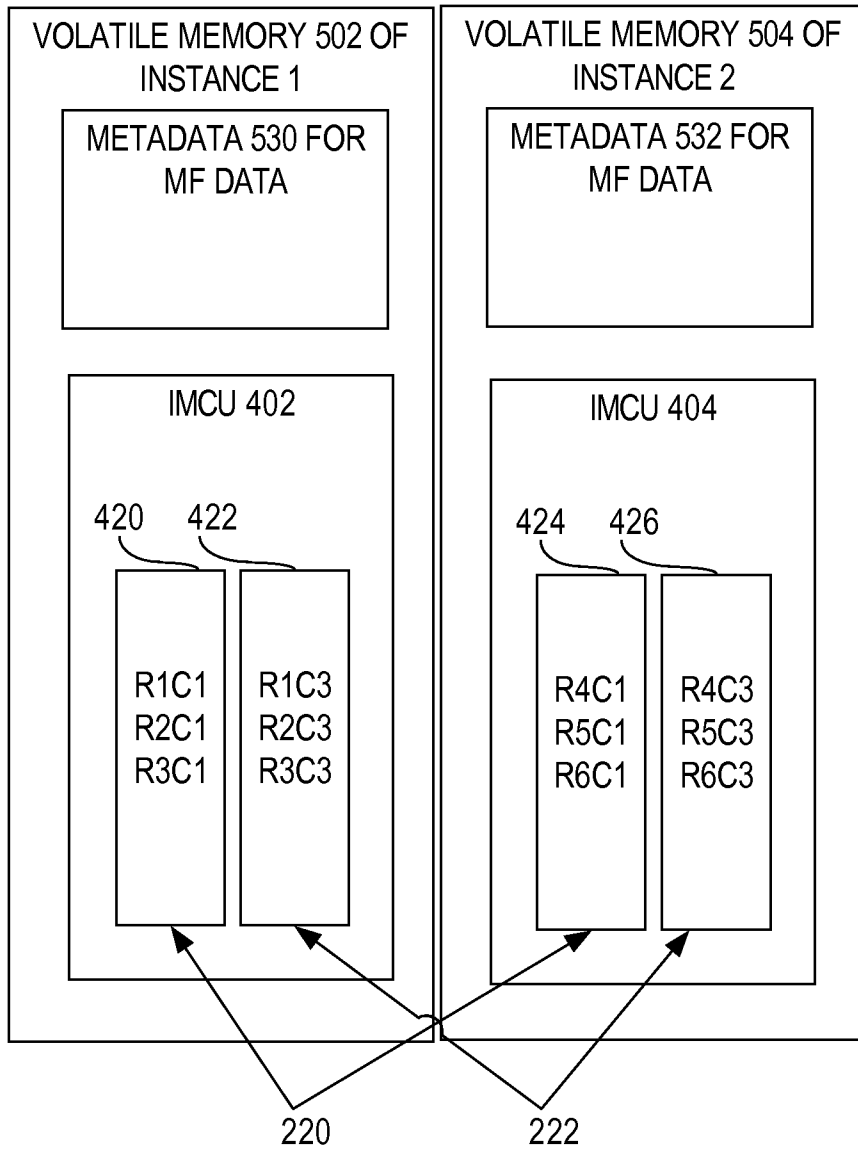 VOLATILE MEMORY 502 OF
INSTANCE 1
METADATA 530 FOR
MF DATA
IMCU 402
420
422
R1C1
R2C1
R3C1
R1C3
R2C3
R3C3
VOLATILE MEMORY 504 OF
INSTANCE 2
METADATA 532 FOR
MF DATA
IMCU 404
424
426
R4C1
R5C1
R6C1
R4C3
R5C3
R6C3
220
222